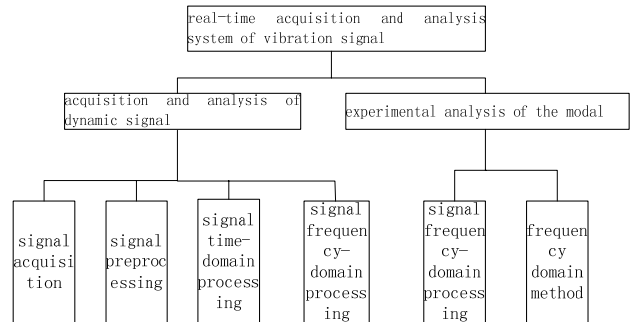 real-time acquisition and analysis
system of vibration signal
acquisition and analysis of
dynamic signal
experimental analysis of the modal
signal
acquisi
tion
signal
preproc
essing
signal
time-
domain
process
ing
signal
frequen
cy-
domain
process
ing
signal
frequen
cy-
domain
process
ing
frequen
cy
domain
method